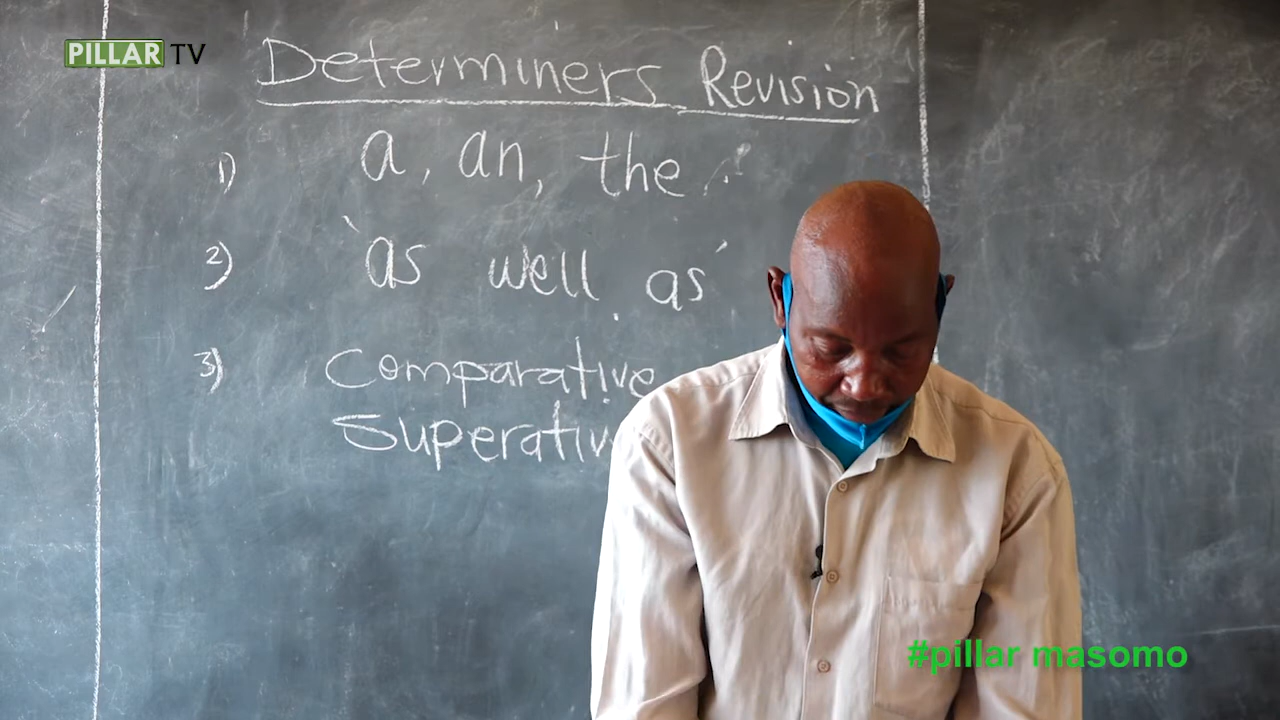 PILLAR TV
Determiners Revision
1) a, an, the
2) 'as well as'
3) Comparative
Superativ
#pillar masomo